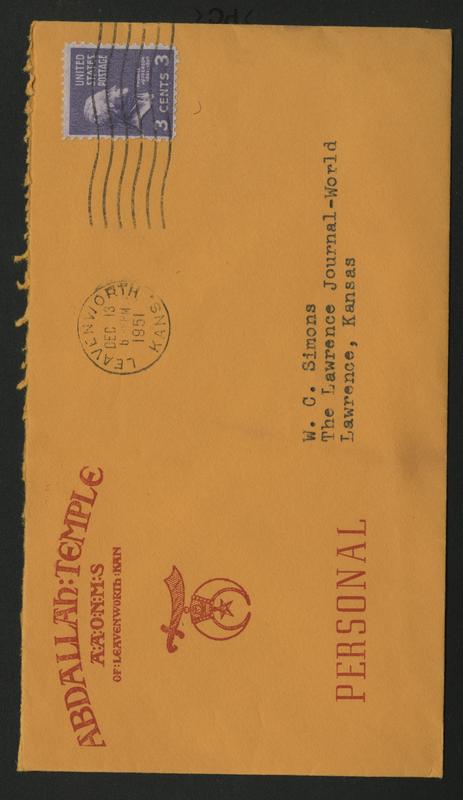 ABDALLAH:TEMPLE
A:A:O:N:M:S
OF:LEAVENWORTH:KAN
LEAVENWORTH
DEC 13
PM
1951
KANS.
UNITED
STATES
POSTAGE
3 CENTS 3
W. C. Simons
The Lawrence Journal-World
Lawrence, Kansas
PERSONAL